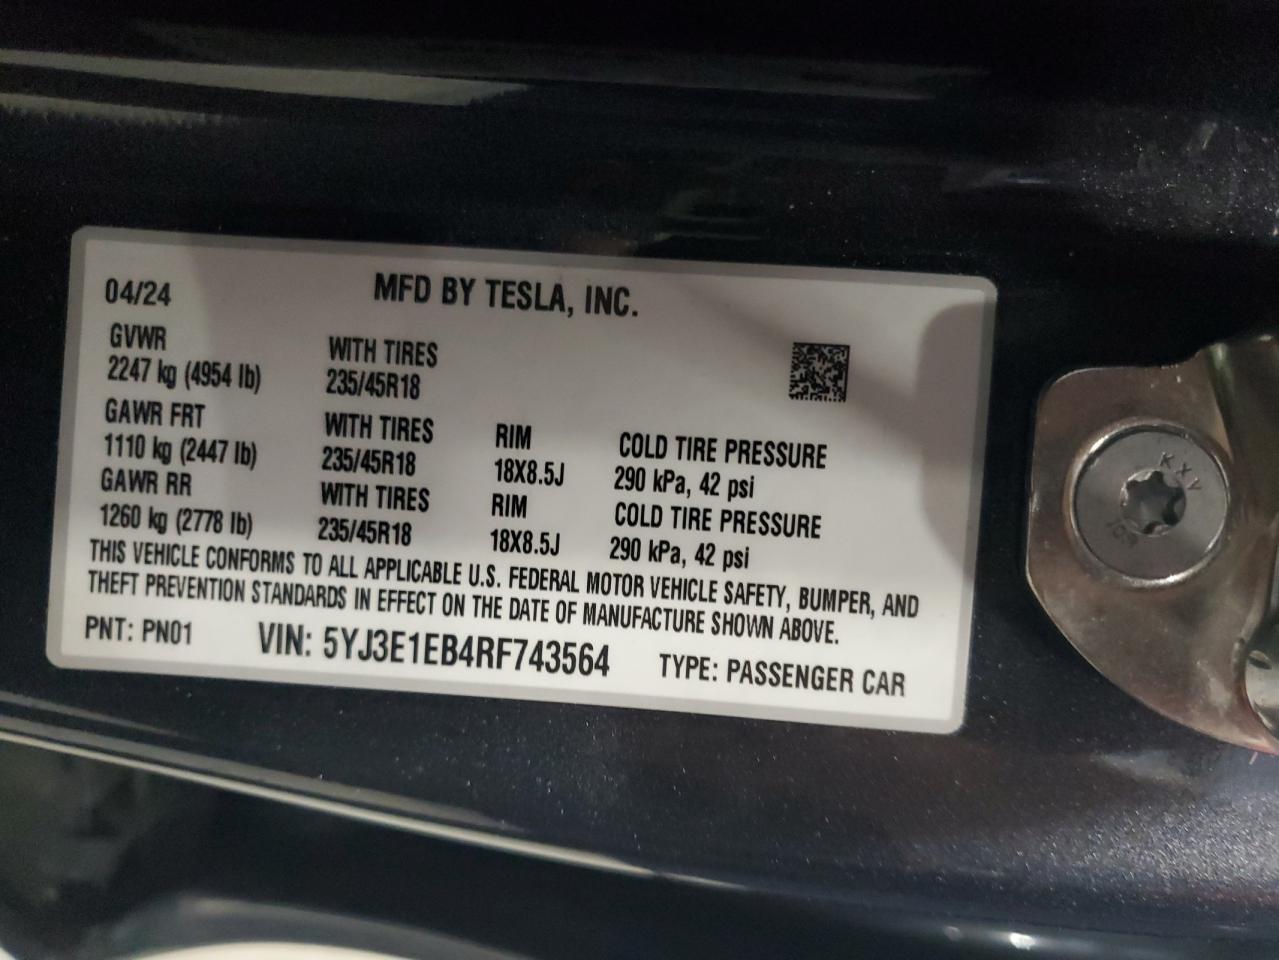 04/24 MFD BY TESLA, INC.
GVWR WITH TIRES
2247 kg (4954 lb) 235/45R18
GAWR FRT WITH TIRES RIM COLD TIRE PRESSURE
1110 kg (2447 lb) 235/45R18 18X8.5J 290 kPa, 42 psi
GAWR RR WITH TIRES RIM COLD TIRE PRESSURE
1260 kg (2778 lb) 235/45R18 18X8.5J 290 kPa, 42 psi
THIS VEHICLE CONFORMS TO ALL APPLICABLE U.S. FEDERAL MOTOR VEHICLE SAFETY, BUMPER, AND
THEFT PREVENTION STANDARDS IN EFFECT ON THE DATE OF MANUFACTURE SHOWN ABOVE.
PNT: PN01 VIN: 5YJ3E1EB4RF743564 TYPE: PASSENGER CAR
KXV